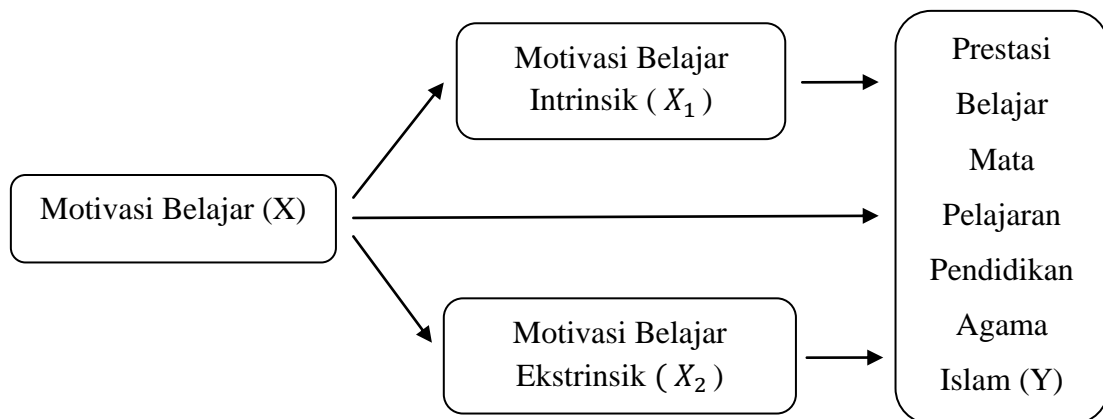 Motivasi Belajar (X)
Motivasi Belajar
Intrinsik ( 𝑋₁ )
Motivasi Belajar
Ekstrinsik ( 𝑋₂ )
Prestasi
Belajar
Mata
Pelajaran
Pendidikan
Agama
Islam (Y)